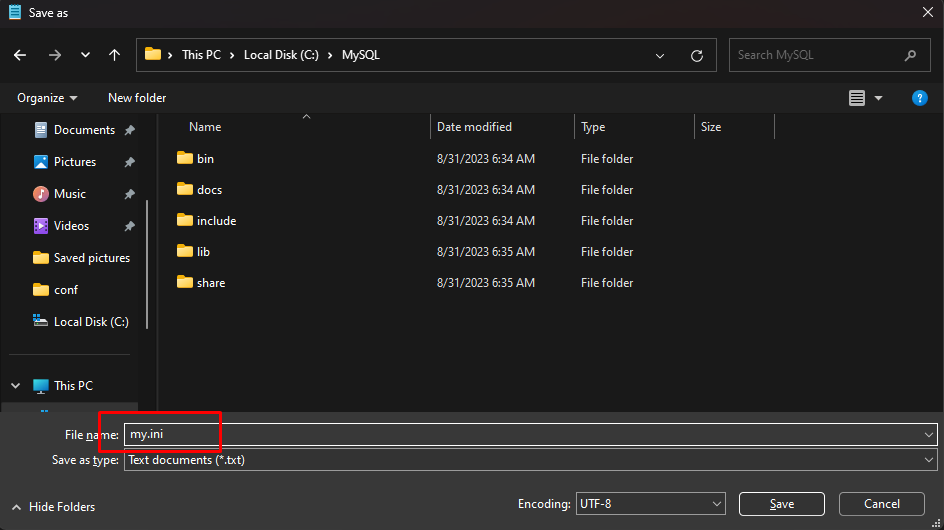 Save as
This PC > Local Disk (C:) > MySQL
Search MySQL
Organize
New folder
Name
Date modified
Type
Size
Documents
Pictures
Music
Videos
Saved pictures
conf
Local Disk (C:)
This PC
bin 8/31/2023 6:34 AM File folder
docs 8/31/2023 6:34 AM File folder
include 8/31/2023 6:34 AM File folder
lib 8/31/2023 6:35 AM File folder
share 8/31/2023 6:35 AM File folder
File name: my.ini
Save as type: Text documents (*.txt)
Hide Folders
Encoding: UTF-8
Save
Cancel